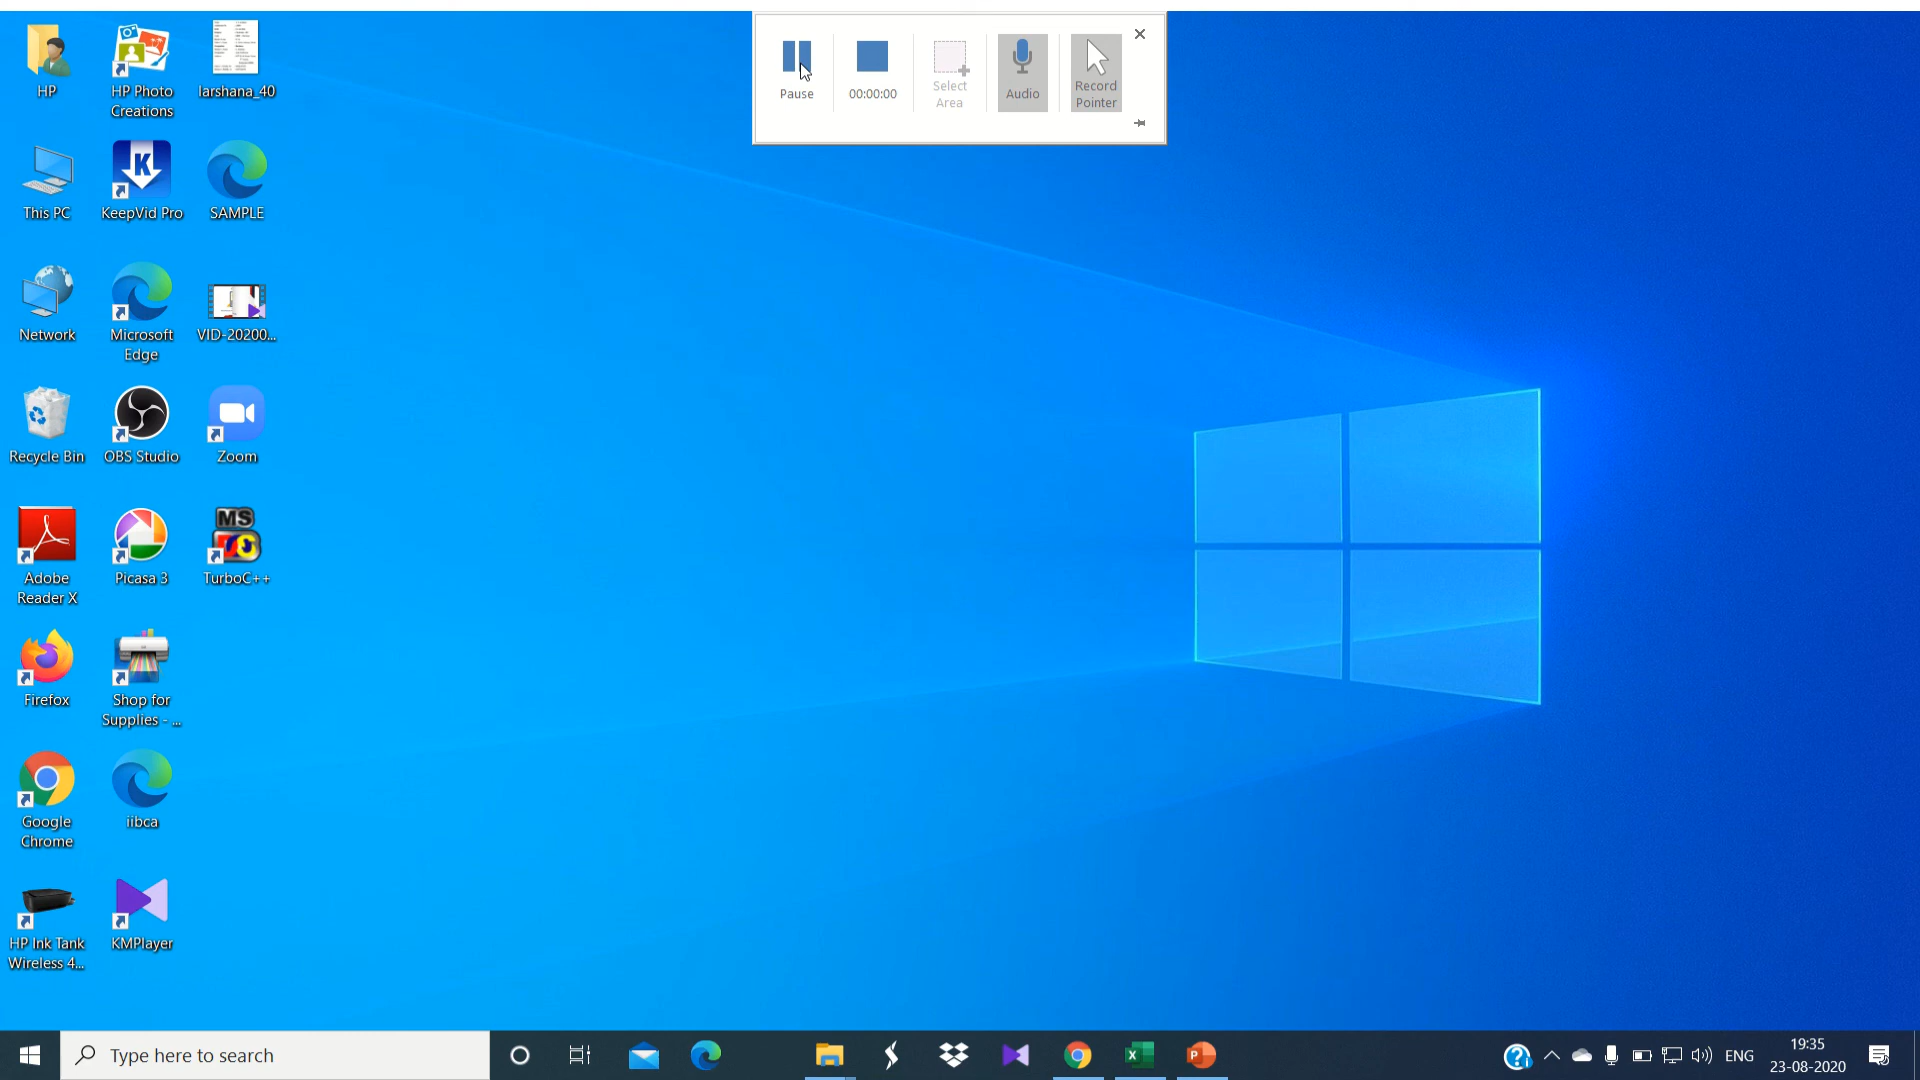 Pause
00:00:00
Select
Area
Audio
Record
Pointer
HP
HP Photo
Creations
larshana_40
This PC
KeepVid Pro
SAMPLE
Network
Microsoft
Edge
VID-20200...
Recycle Bin
OBS Studio
Zoom
Adobe
Reader X
Picasa 3
MS
TurboC++
Firefox
Shop for
Supplies - ...
Google
Chrome
iibca
HP Ink Tank
Wireless 4...
KMPlayer
Type here to search
ENG
19:35
23-08-2020